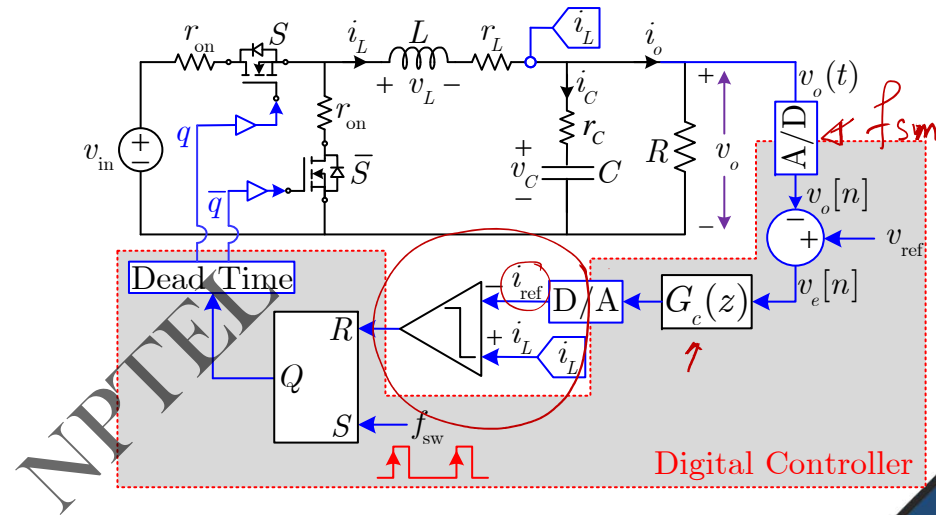 r_on
S
i_L
L
r_L
i_L
i_o
+ v_L −
i_C
+
v_o(t)
q
r_on
r_C
A/D
f_sm
v_in
+
−
S̅
+
v_C
−
C
R
v_o
q̅
−
v_o[n]
−
+
v_ref
Dead Time
− i_ref
D/A
G_c(z)
v_e[n]
R
+ i_L
i_L
Q
S
f_sw
NPTEL
Digital Controller